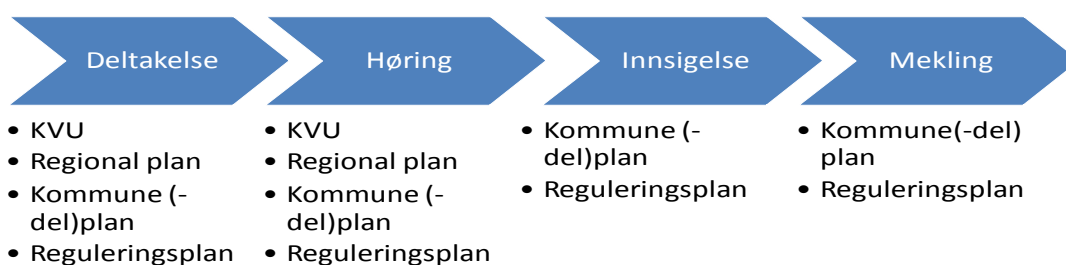 Deltakelse
• KVU
• Regional plan
• Kommune (-
del)plan
• Reguleringsplan
Høring
• KVU
• Regional plan
• Kommune (-
del)plan
• Reguleringsplan
Innsigelse
• Kommune (-
del)plan
• Reguleringsplan
Mekling
• Kommune(-del)
plan
• Reguleringsplan